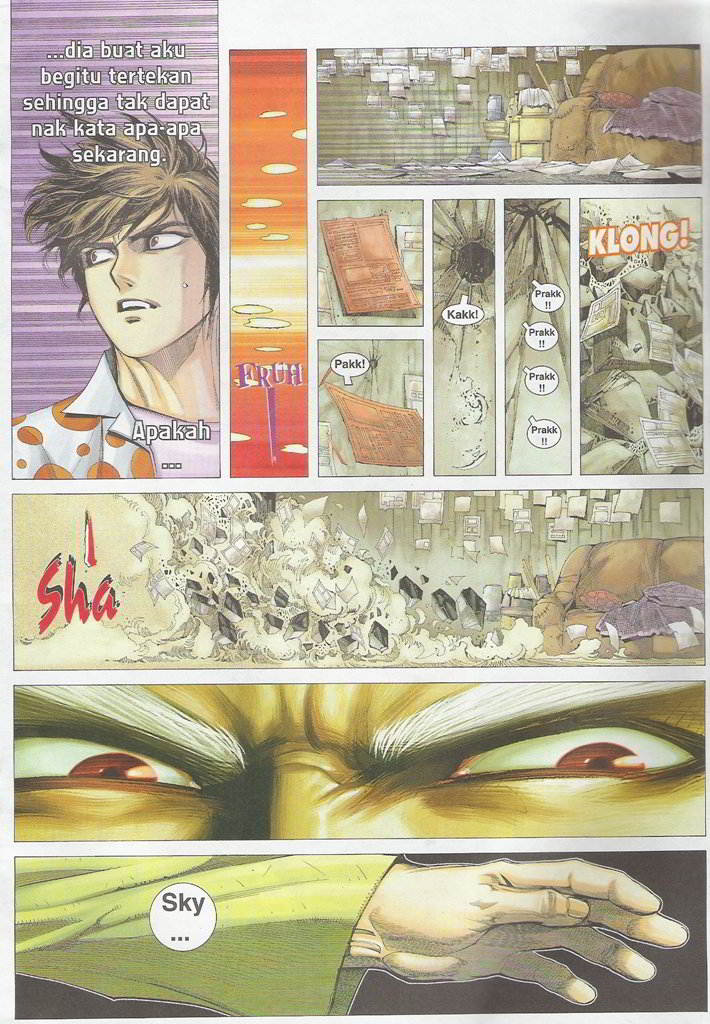 ...dia buat aku
begitu tertekan
sehingga tak dapat
nak kata apa-apa
sekarang.
Apakah
...
FRUH
Kakk!
Prakk
!!
Prakk
!!
Prakk
!!
Prakk
!!
KLONG!
Pakk!
Sha
Sky
...